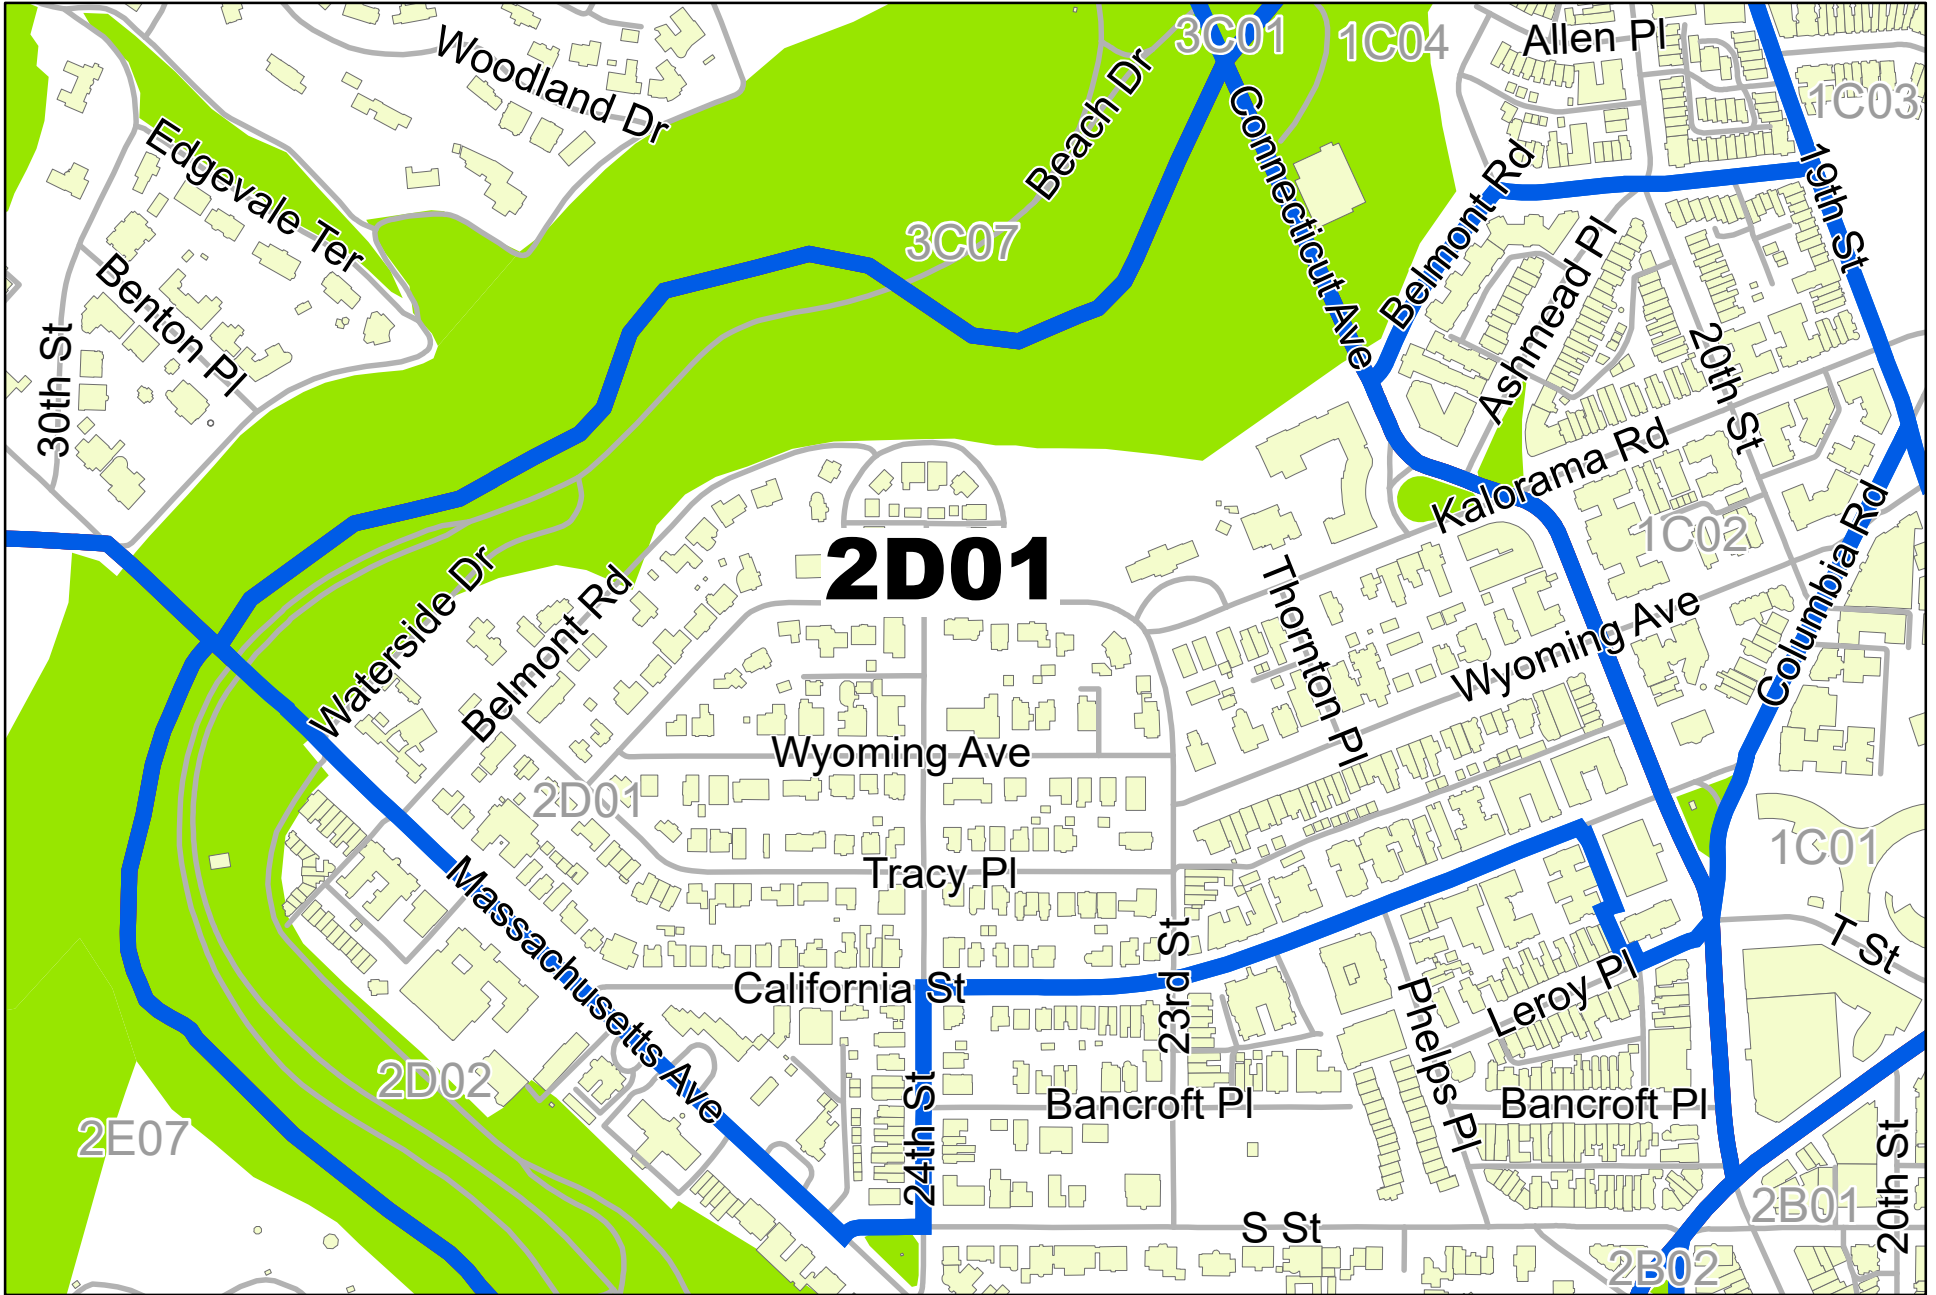 3C01
1C04
Allen Pl
Woodland Dr
Beach Dr
1C03
Connecticut Ave
Edgevale Ter
Belmont Rd
19th St
3C07
Ashmead Pl
Benton Pl
30th St
20th St
Kalorama Rd
1C02
2D01
Columbia Rd
Waterside Dr
Belmont Rd
Thornton Pl
Wyoming Ave
Wyoming Ave
2D01
1C01
Tracy Pl
Massachusetts Ave
T St
23rd St
California St
Leroy Pl
Phelps Pl
2D02
24th St
Bancroft Pl
Bancroft Pl
2E07
20th St
2B01
S St
2B02